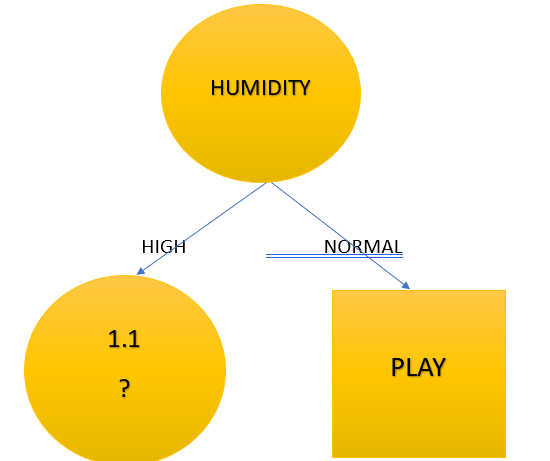 HUMIDITY
HIGH
NORMAL
1.1
?
PLAY